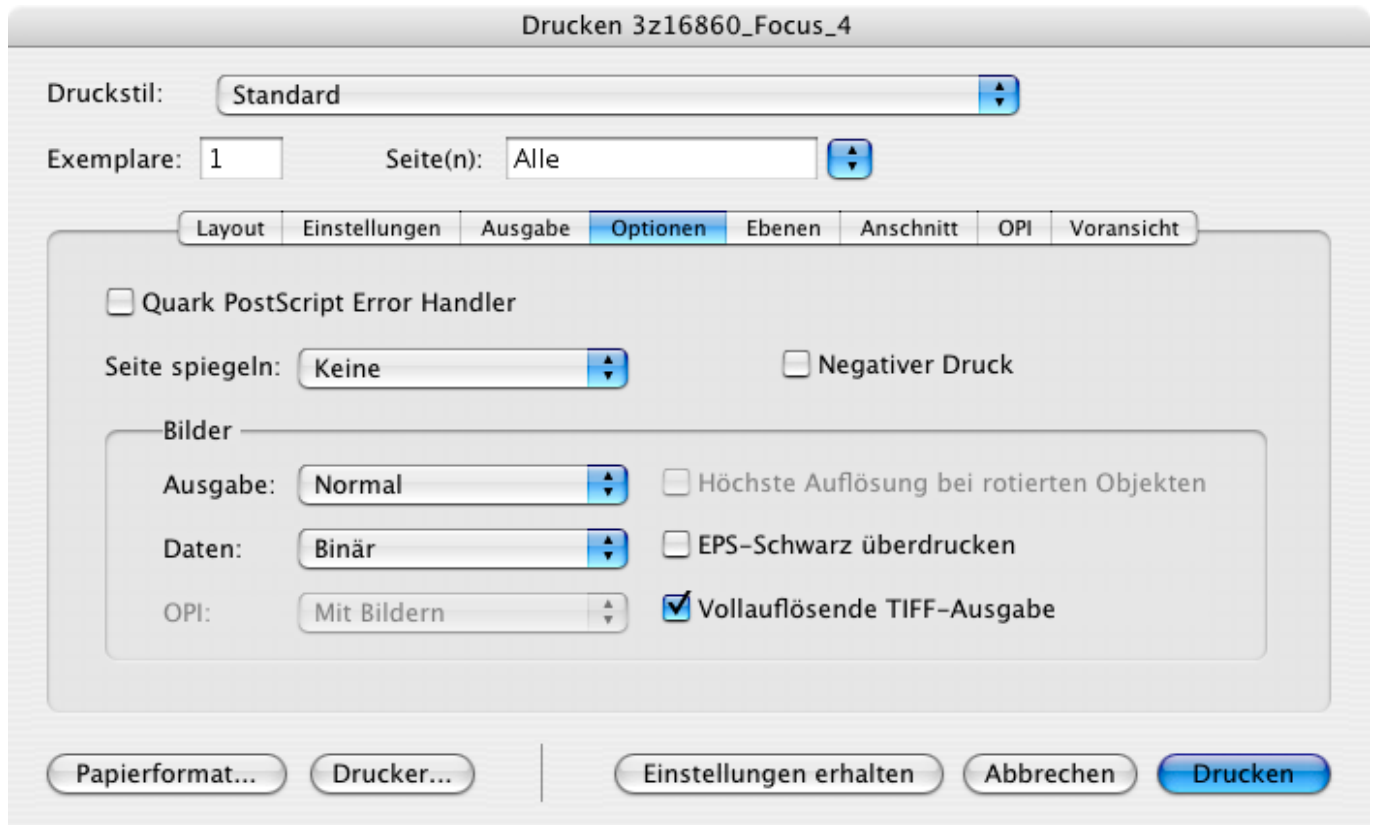 Drucken 3z16860_Focus_4
Druckstil: Standard
Exemplare: 1 Seite(n): Alle
Layout Einstellungen Ausgabe Optionen Ebenen Anschnitt OPI Voransicht
Quark PostScript Error Handler
Seite spiegeln: Keine Negativer Druck
Bilder
Ausgabe: Normal Höchste Auflösung bei rotierten Objekten
Daten: Binär EPS-Schwarz überdrucken
OPI: Mit Bildern Vollauflösende TIFF-Ausgabe
Papierformat... Drucker... Einstellungen erhalten Abbrechen Drucken